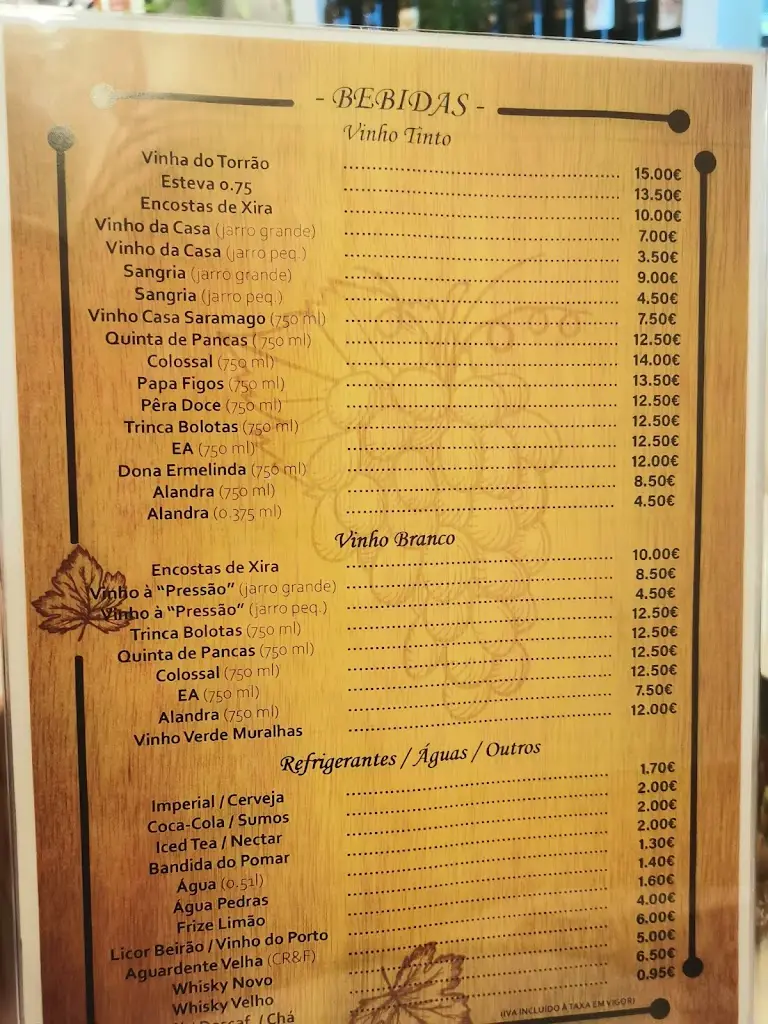 - BEBIDAS -
Vinho Tinto
Vinha do Torrão 15.00€
Esteva 0.75 13.50€
Encostas de Xira 10.00€
Vinho da Casa (jarro grande) 7.00€
Vinho da Casa (jarro peq.) 3.50€
Sangria (jarro grande) 9.00€
Sangria (jarro peq.) 4.50€
Vinho Casa Saramago (750 ml) 7.50€
Quinta de Pancas (750 ml) 12.50€
Colossal (750 ml) 14.00€
Papa Figos (750 ml) 13.50€
Pêra Doce (750 ml) 12.50€
Trinca Bolotas (750 ml) 12.50€
EA (750 ml) 12.50€
Dona Ermelinda (750 ml) 12.00€
Alandra (750 ml) 8.50€
Alandra (0.375 ml) 4.50€
Vinho Branco
Encostas de Xira 10.00€
Vinho à “Pressão” (jarro grande) 8.50€
Vinho à “Pressão” (jarro peq.) 4.50€
Trinca Bolotas (750 ml) 12.50€
Quinta de Pancas (750 ml) 12.50€
Colossal (750 ml) 12.50€
EA (750 ml) 12.50€
Alandra (750 ml) 7.50€
Vinho Verde Muralhas 12.00€
Refrigerantes / Águas / Outros
Imperial / Cerveja 1.70€
Coca-Cola / Sumos 2.00€
Iced Tea / Nectar 2.00€
Bandida do Pomar 2.00€
Água (0.51l) 1.30€
Água Pedras 1.40€
Frize Limão 1.60€
Licor Beirão / Vinho do Porto 4.00€
Aguardente Velha (CR&F) 6.00€
Whisky Novo 5.00€
Whisky Velho 6.50€
/ Chá 0.95€
(IVA INCLUÍDO À TAXA EM VIGOR)